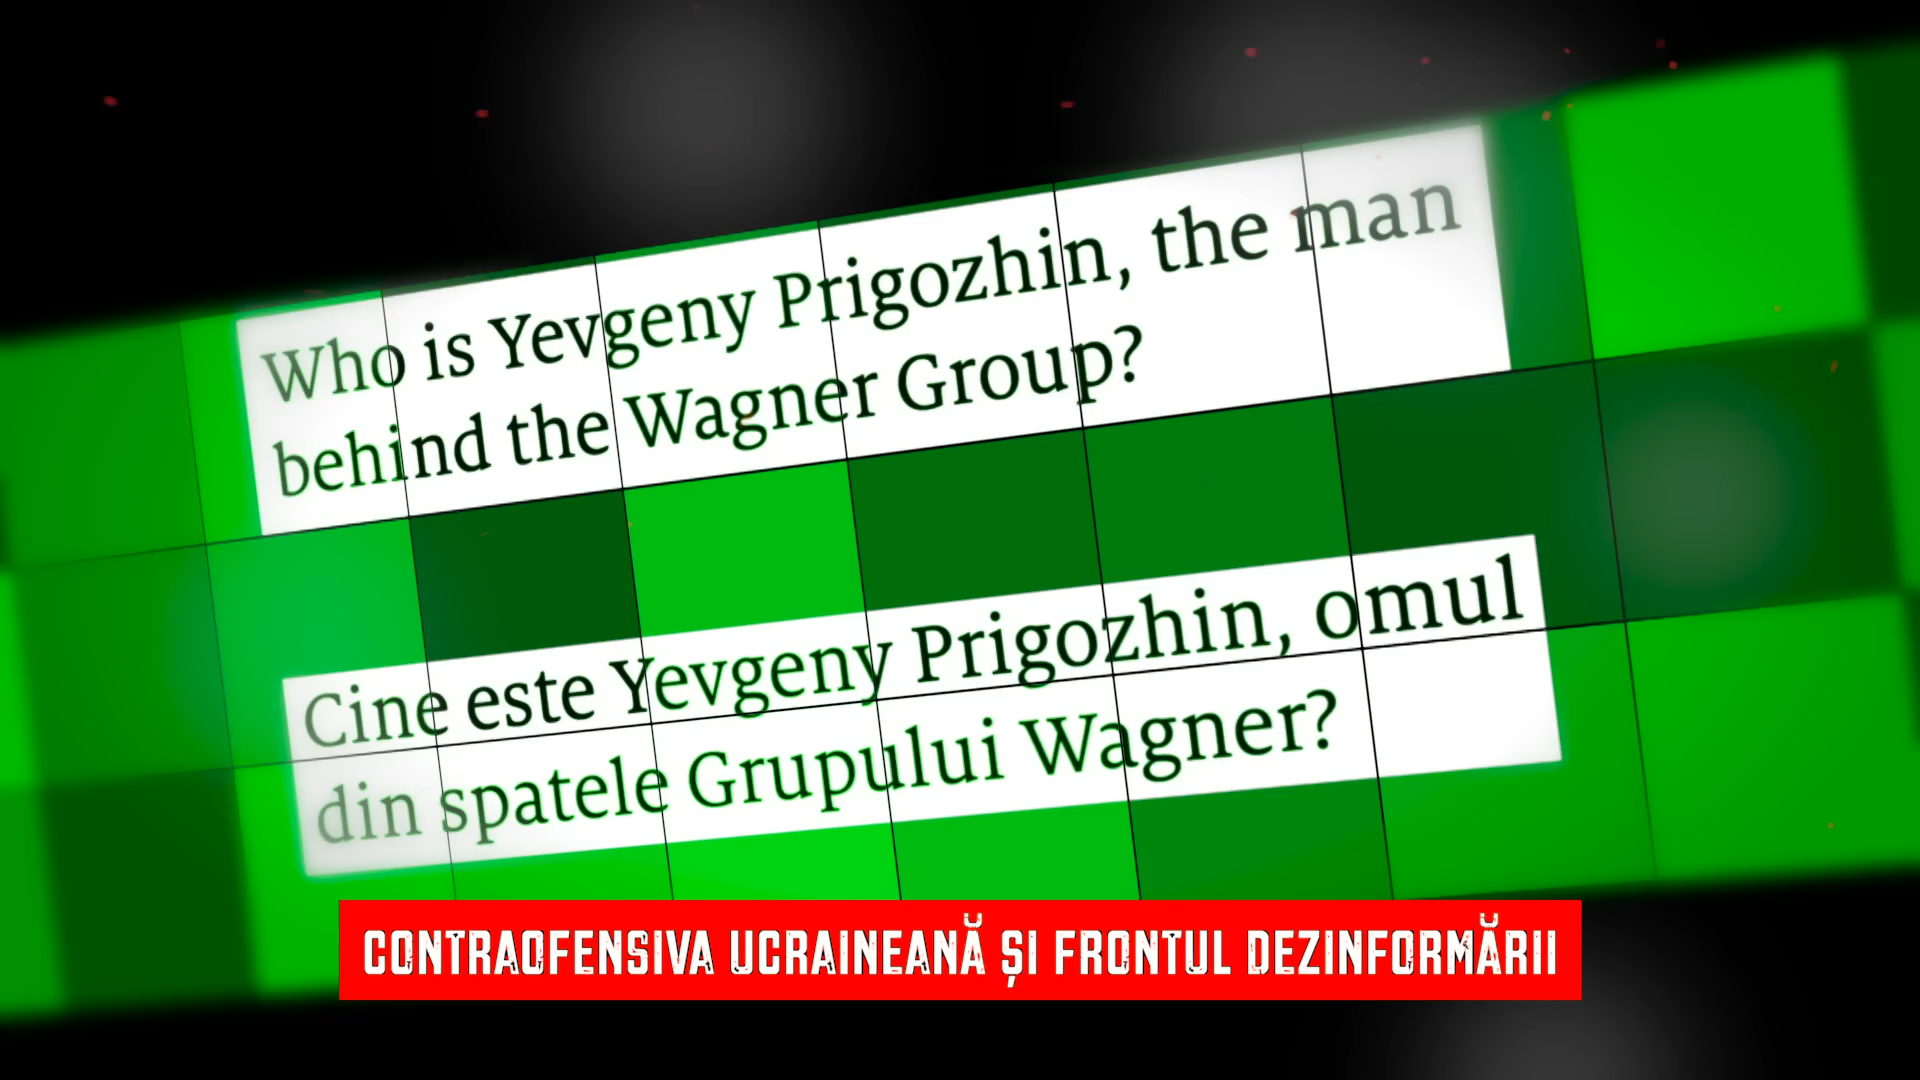 Who is Yevgeny Prigozhin, the man
behind the Wagner Group?
Cine este Yevgeny Prigozhin, omul
din spatele Grupului Wagner?
CONTRAOFENSIVA UCRAINEANĂ ȘI FRONTUL DEZINFORMĂRII